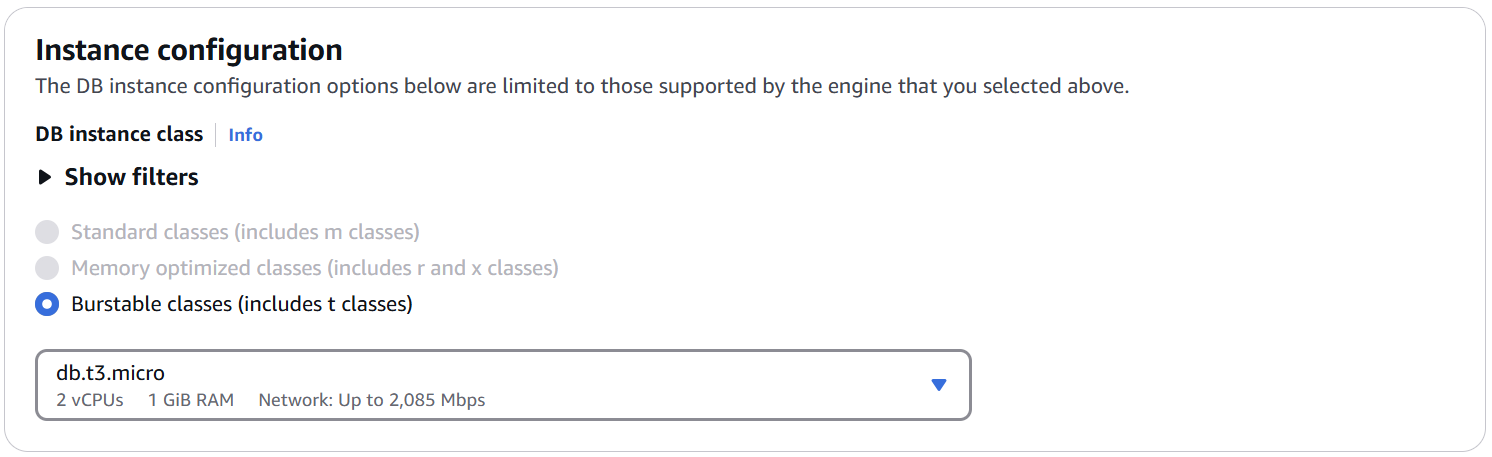 Instance configuration
The DB instance configuration options below are limited to those supported by the engine that you selected above.
DB instance class Info
Show filters
Standard classes (includes m classes)
Memory optimized classes (includes r and x classes)
Burstable classes (includes t classes)
db.t3.micro
2 vCPUs 1 GiB RAM Network: Up to 2,085 Mbps